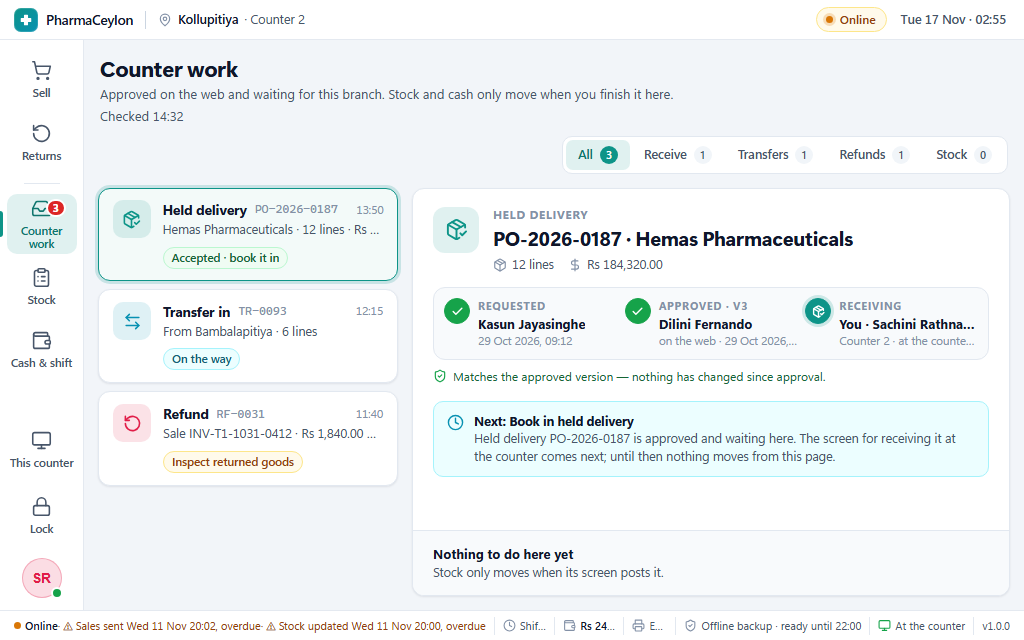 PharmaCeylon
Kollupitiya · Counter 2
Online
Tue 17 Nov · 02:55
Sell
Returns
3
Counter work
Stock
Cash & shift
This counter
Lock
SR
Counter work
Approved on the web and waiting for this branch. Stock and cash only move when you finish it here.
Checked 14:32
All 3
Receive 1
Transfers 1
Refunds 1
Stock 0
Held delivery PO-2026-0187 13:50
Hemas Pharmaceuticals · 12 lines · Rs ...
Accepted · book it in
Transfer in TR-0093 12:15
From Bambalapitiya · 6 lines
On the way
Refund RF-0031 11:40
Sale INV-T1-1031-0412 · Rs 1,840.00 ...
Inspect returned goods
HELD DELIVERY
PO-2026-0187 · Hemas Pharmaceuticals
12 lines $ Rs 184,320.00
REQUESTED
Kasun Jayasinghe
29 Oct 2026, 09:12
APPROVED · V3
Dilini Fernando
on the web · 29 Oct 2026,...
RECEIVING
You · Sachini Rathna...
Counter 2 · at the counte...
Matches the approved version — nothing has changed since approval.
Next: Book in held delivery
Held delivery PO-2026-0187 is approved and waiting here. The screen for receiving it at
the counter comes next; until then nothing moves from this page.
Nothing to do here yet
Stock only moves when its screen posts it.
Online · Sales sent Wed 11 Nov 20:02, overdue · Stock updated Wed 11 Nov 20:00, overdue
Shif...
Rs 24...
E...
Offline backup · ready until 22:00
At the counter
v1.0.0